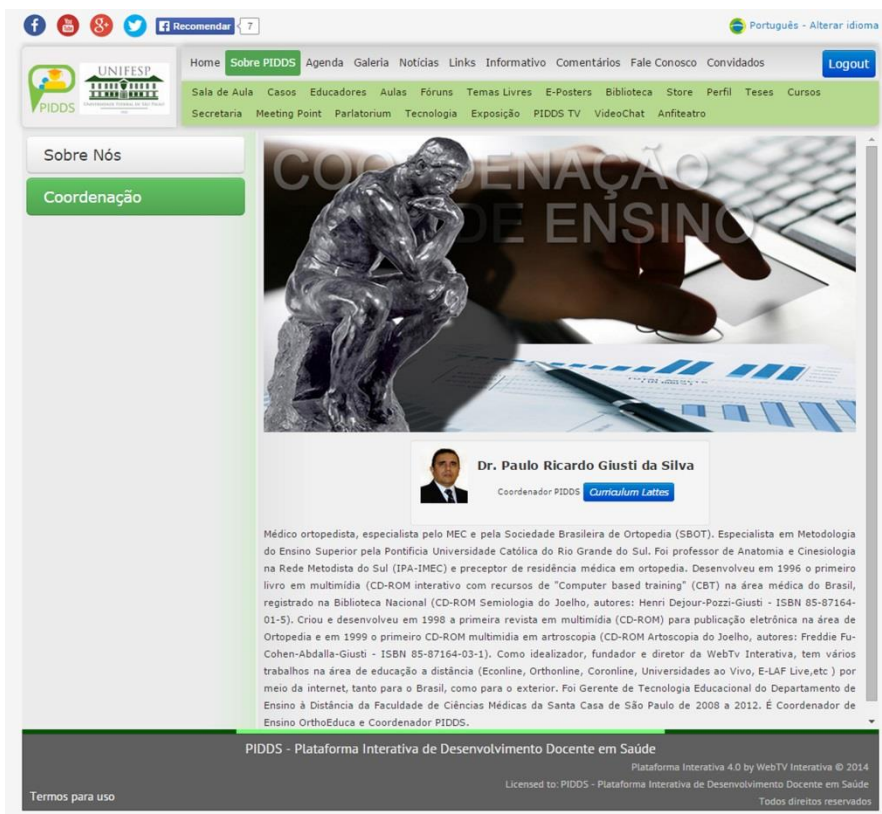 Recomendar 7
Português - Alterar idioma
PIDDS
UNIFESP
Home Sobre PIDDS Agenda Galeria Notícias Links Informativo Comentários Fale Conosco Convidados
Logout
Sala de Aula Casos Educadores Aulas Fóruns Temas Livres E-Posters Biblioteca Store Perfil Teses Cursos
Secretaria Meeting Point Parlatorium Tecnologia Exposição PIDDS TV VideoChat Anfiteatro
Sobre Nós
Coordenação
COORDENAÇÃO
DE ENSINO
Dr. Paulo Ricardo Giusti da Silva
Coordenador PIDDS Curriculum Lattes
Médico ortopedista, especialista pelo MEC e pela Sociedade Brasileira de Ortopedia (SBOT). Especialista em Metodologia
do Ensino Superior pela Pontificia Universidade Católica do Rio Grande do Sul. Foi professor de Anatomia e Cinesiologia
na Rede Metodista do Sul (IPA-IMEC) e preceptor de residência médica em ortopedia. Desenvolveu em 1996 o primeiro
livro em multimídia (CD-ROM interativo com recursos de "Computer based training" (CBT) na área médica do Brasil,
registrado na Biblioteca Nacional (CD-ROM Semiologia do Joelho, autores: Henri Dejour-Pozzi-Giusti - ISBN 85-87164-
01-5). Criou e desenvolveu em 1998 a primeira revista em multimídia (CD-ROM) para publicação eletrônica na área de
Ortopedia e em 1999 o primeiro CD-ROM multimidia em artroscopia (CD-ROM Artoscopia do Joelho, autores: Freddie Fu-
Cohen-Abdalla-Giusti - ISBN 85-87164-03-1). Como idealizador, fundador e diretor da WebTv Interativa, tem vários
trabalhos na área de educação a distância (Econline, Orthonline, Coronline, Universidades ao Vivo, E-LAF Live,etc ) por
meio da internet, tanto para o Brasil, como para o exterior. Foi Gerente de Tecnologia Educacional do Departamento de
Ensino à Distância da Faculdade de Ciências Médicas da Santa Casa de São Paulo de 2008 a 2012. É Coordenador de
Ensino OrthoEduca e Coordenador PIDDS.
PIDDS - Plataforma Interativa de Desenvolvimento Docente em Saúde
Plataforma Interativa 4.0 by WebTV Interativa © 2014
Licensed to: PIDDS - Plataforma Interativa de Desenvolvimento Docente em Saúde
Termos para uso
Todos direitos reservados